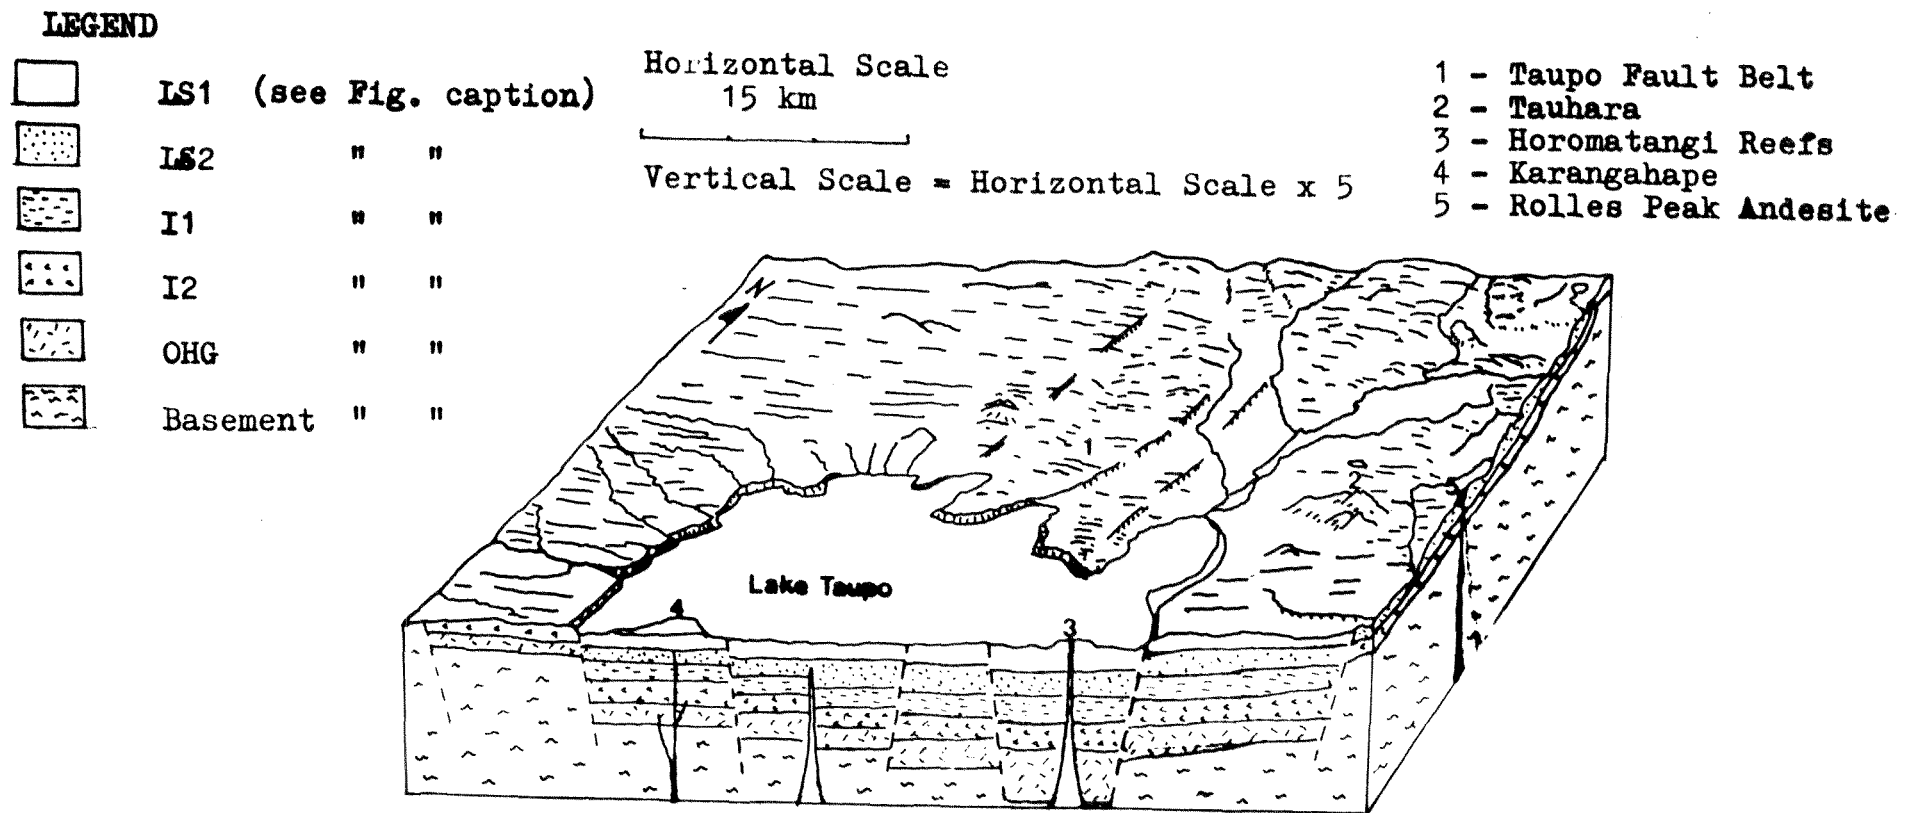 LEGEND
LS1 (see Fig. caption)
LS2 " "
I1 " "
I2 " "
OHG " "
Basement " "
Horizontal Scale
15 km
Vertical Scale = Horizontal Scale x 5
1 - Taupo Fault Belt
2 - Tauhara
3 - Horomatangi Reefs
4 - Karangahape
5 - Rolles Peak Andesite
N
1
2
5
Lake Taupo
4
3